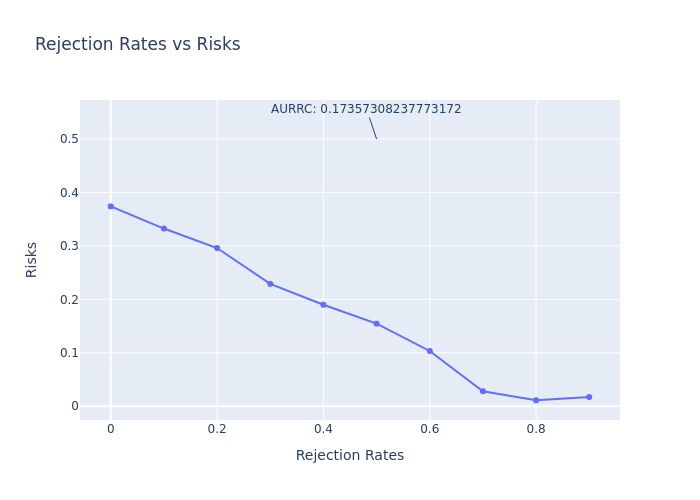 Rejection Rates vs Risks
AURRC: 0.17357308237773172
0.5
0.4
0.3
0.2
0.1
0
Risks
0 0.2 0.4 0.6 0.8
Rejection Rates